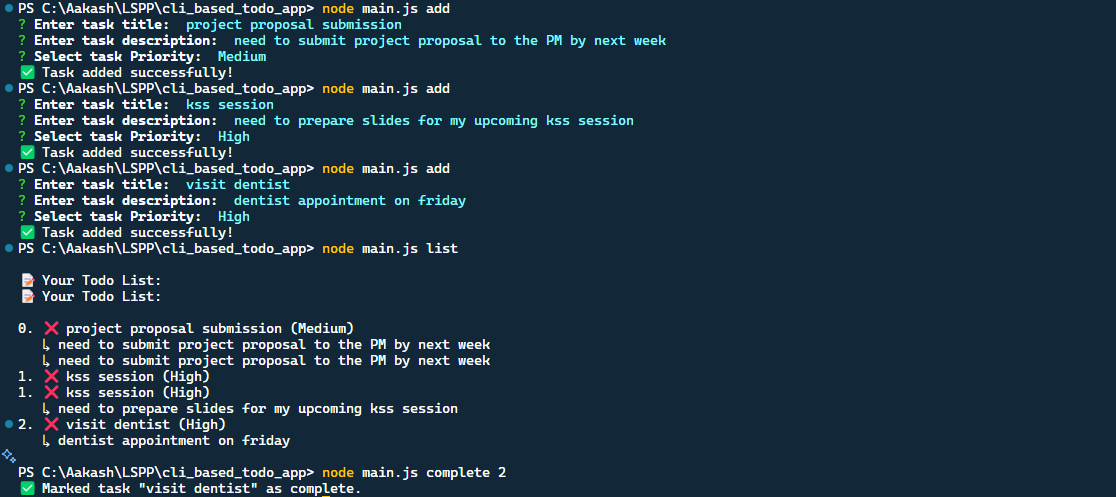 PS C:\Aakash\LSPP\cli_based_todo_app> node main.js add
? Enter task title:  project proposal submission
? Enter task description:  need to submit project proposal to the PM by next week
? Select task Priority:  Medium
✅ Task added successfully!
PS C:\Aakash\LSPP\cli_based_todo_app> node main.js add
? Enter task title:  kss session
? Enter task description:  need to prepare slides for my upcoming kss session
? Select task Priority:  High
✅ Task added successfully!
PS C:\Aakash\LSPP\cli_based_todo_app> node main.js add
? Enter task title:  visit dentist
? Enter task description:  dentist appointment on friday
? Select task Priority:  High
✅ Task added successfully!
PS C:\Aakash\LSPP\cli_based_todo_app> node main.js list
📝 Your Todo List:
📝 Your Todo List:
0. ❌ project proposal submission (Medium)
↳ need to submit project proposal to the PM by next week
↳ need to submit project proposal to the PM by next week
1. ❌ kss session (High)
1. ❌ kss session (High)
↳ need to prepare slides for my upcoming kss session
2. ❌ visit dentist (High)
↳ dentist appointment on friday
PS C:\Aakash\LSPP\cli_based_todo_app> node main.js complete 2
✅ Marked task "visit dentist" as complete.